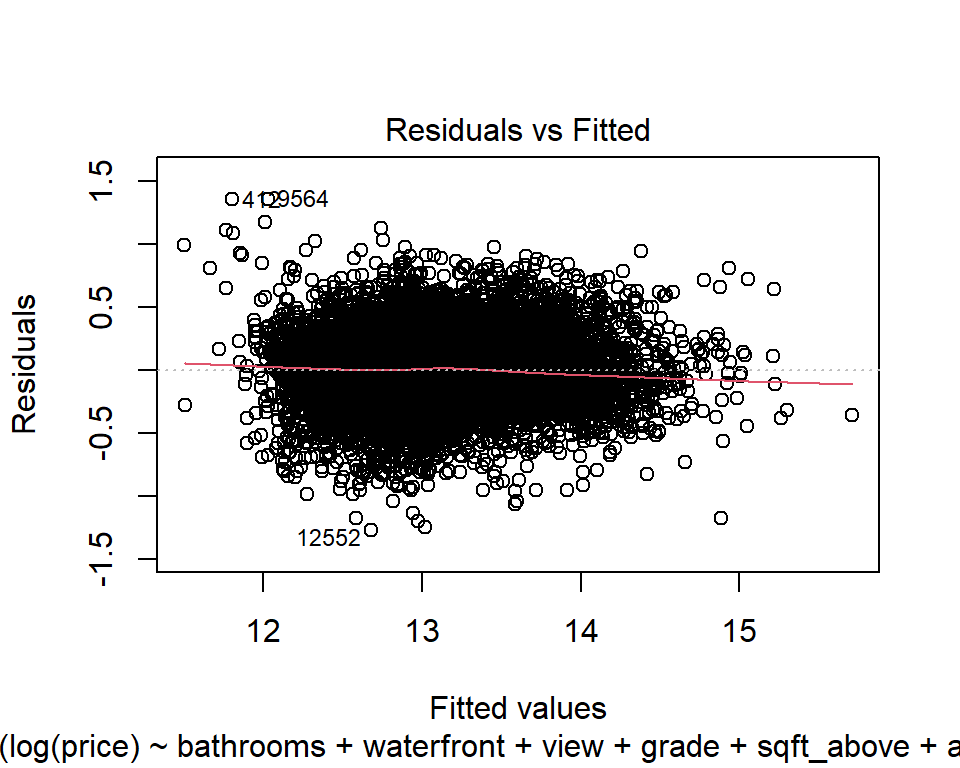 Residuals vs Fitted
1.5
0.5
-0.5
-1.5
Residuals
4129564
12552
12 13 14 15
Fitted values
(log(price) ~ bathrooms + waterfront + view + grade + sqft_above + a